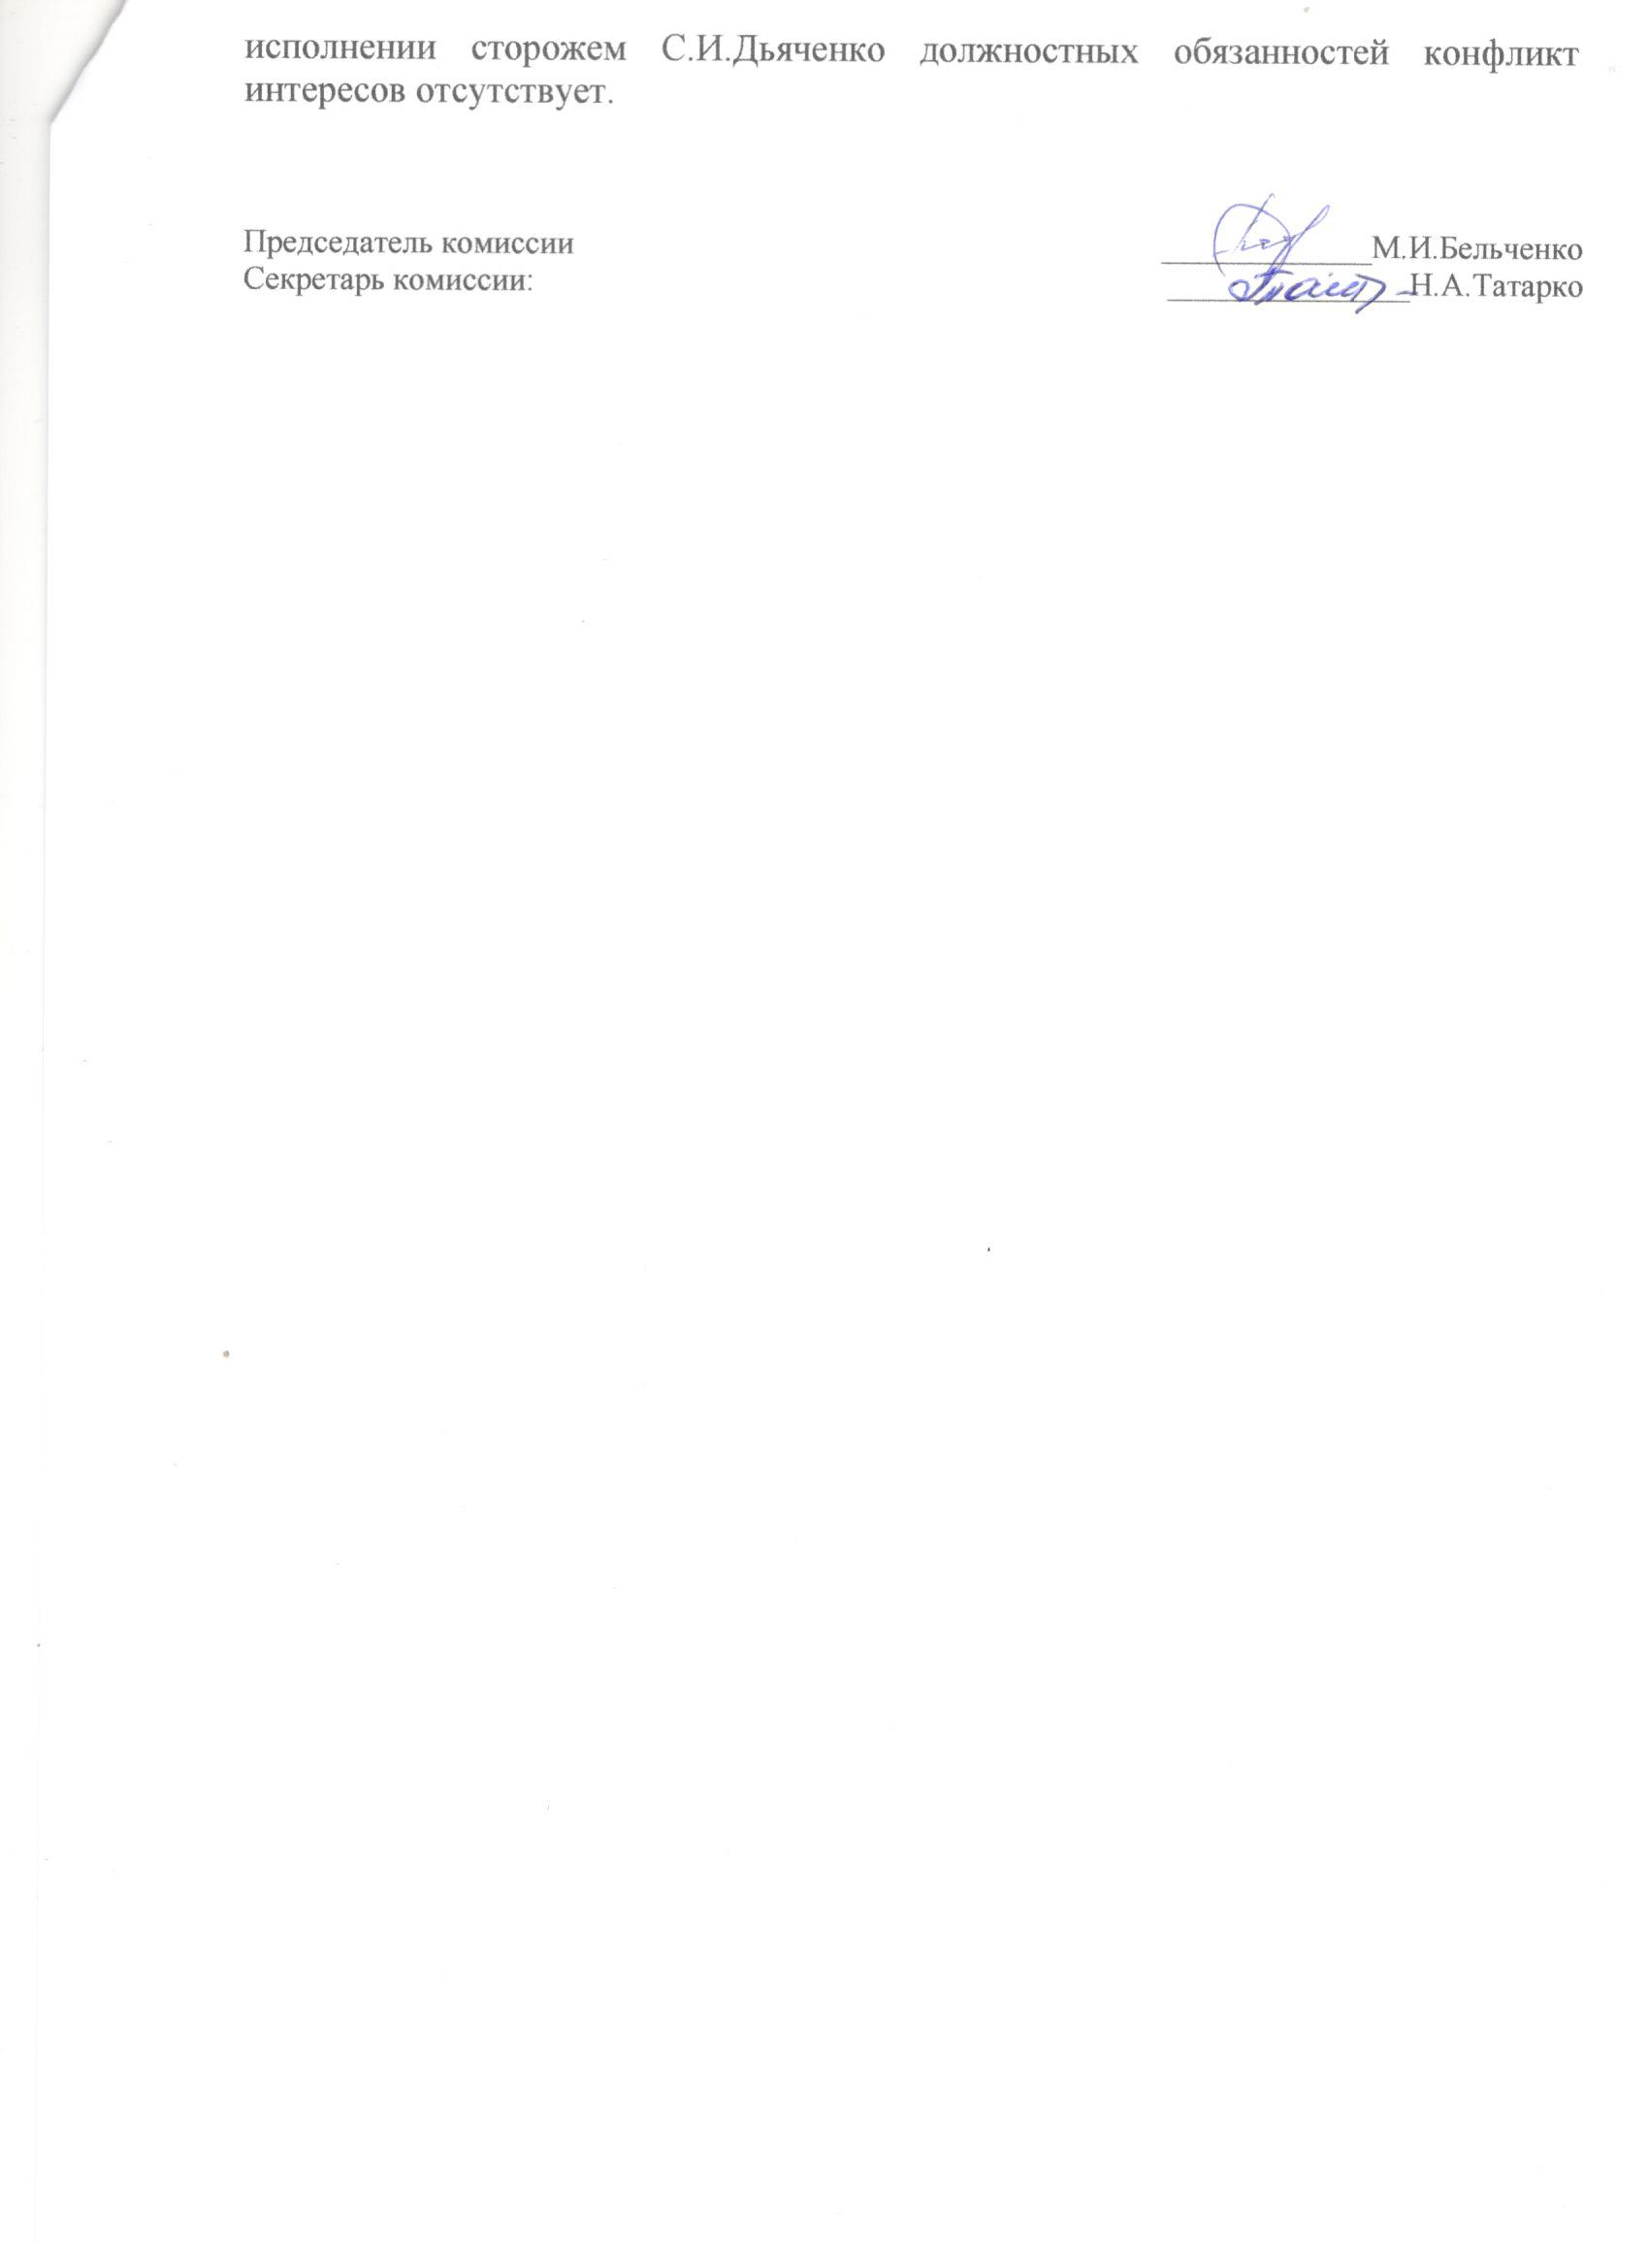 исполнении сторожем С.И.Дьяченко должностных обязанностей конфликт
интересов отсутствует.
Председатель комиссии М.И.Бельченко
Секретарь комиссии: Н.А.Татарко